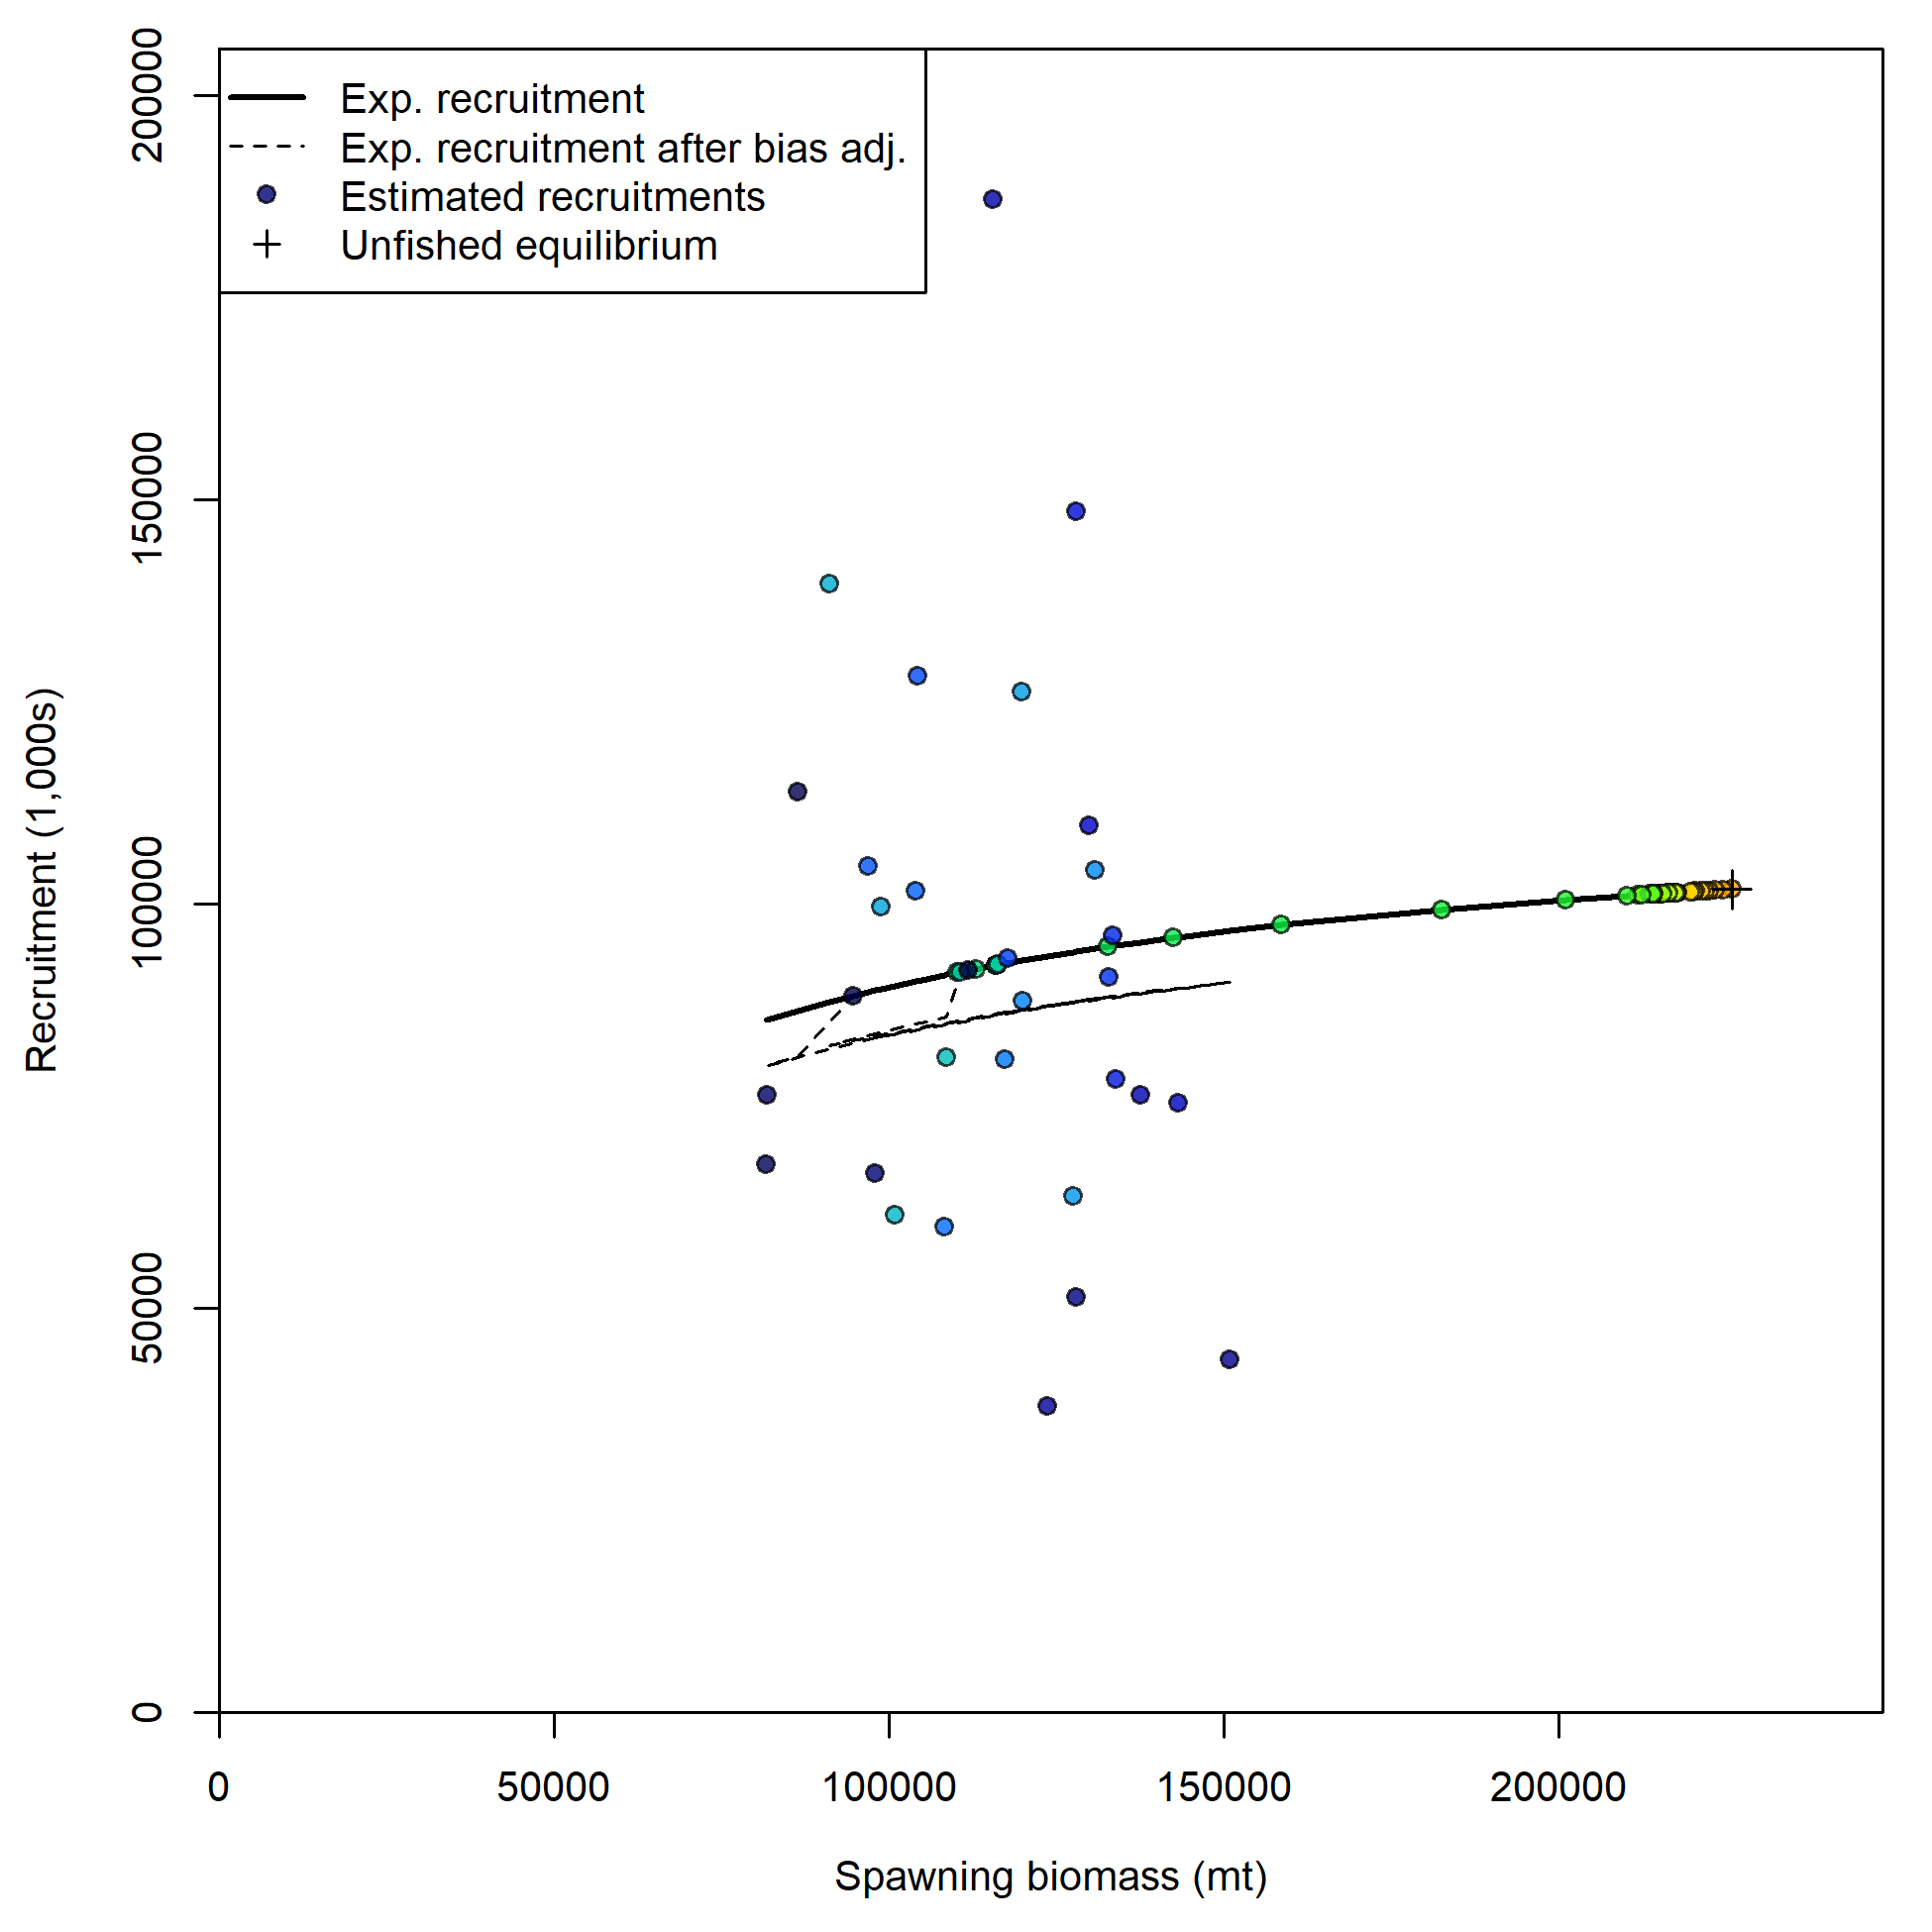 Exp. recruitment
Exp. recruitment after bias adj.
Estimated recruitments
Unfished equilibrium
200000
150000
100000
50000
0
Recruitment (1,000s)
0 50000 100000 150000 200000
Spawning biomass (mt)